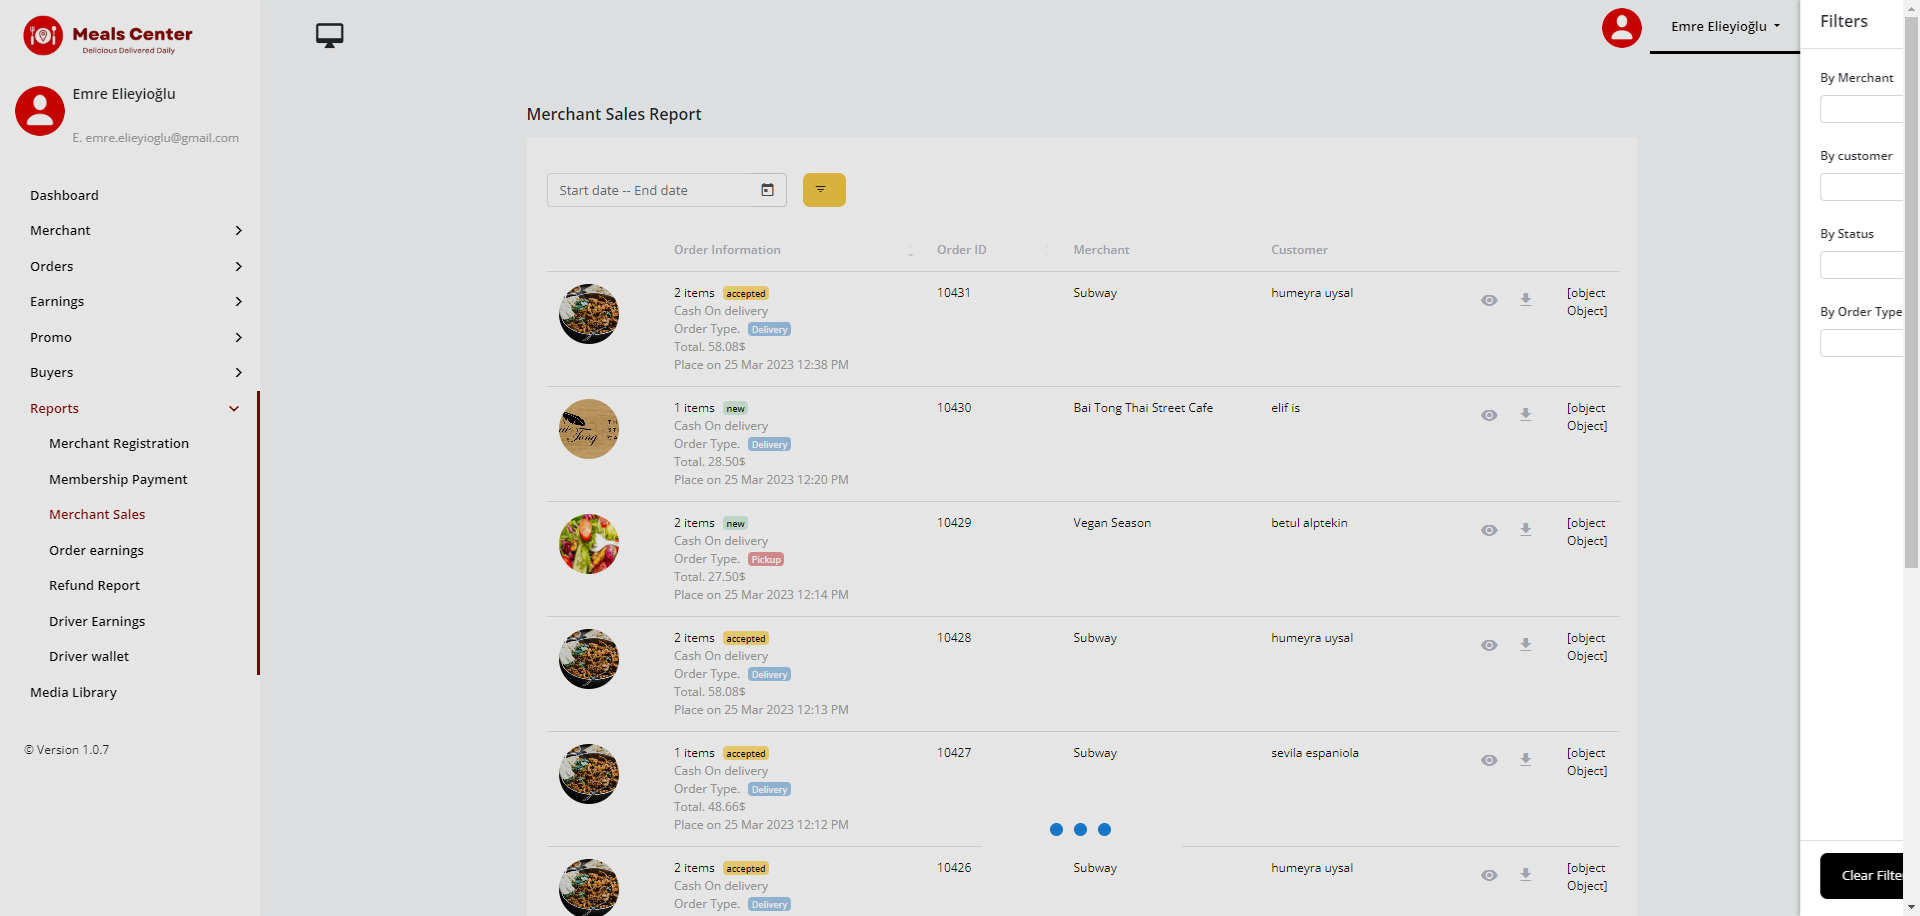 Meals Center
Delicious Delivered Daily
Emre Elieyioğlu
E. emre.elieyioglu@gmail.com
Dashboard
Merchant
Orders
Earnings
Promo
Buyers
Reports
Merchant Registration
Membership Payment
Merchant Sales
Order earnings
Refund Report
Driver Earnings
Driver wallet
Media Library
© Version 1.0.7
Emre Elieyioğlu
Merchant Sales Report
Start date -- End date
Order Information Order ID Merchant Customer
2 items accepted 10431 Subway humeyra uysal [object
Cash On delivery Object]
Order Type. Delivery
Total. 58.08$
Place on 25 Mar 2023 12:38 PM
1 items new 10430 Bai Tong Thai Street Cafe elif is [object
Cash On delivery Object]
Order Type. Delivery
Total. 28.50$
Place on 25 Mar 2023 12:20 PM
2 items new 10429 Vegan Season betul alptekin [object
Cash On delivery Object]
Order Type. Pickup
Total. 27.50$
Place on 25 Mar 2023 12:14 PM
2 items accepted 10428 Subway humeyra uysal [object
Cash On delivery Object]
Order Type. Delivery
Total. 58.08$
Place on 25 Mar 2023 12:13 PM
1 items accepted 10427 Subway sevila espaniola [object
Cash On delivery Object]
Order Type. Delivery
Total. 48.66$
Place on 25 Mar 2023 12:12 PM
2 items accepted 10426 Subway humeyra uysal [object
Cash On delivery Object]
Order Type. Delivery
Filters
By Merchant
By customer
By Status
By Order Type
Clear Filte